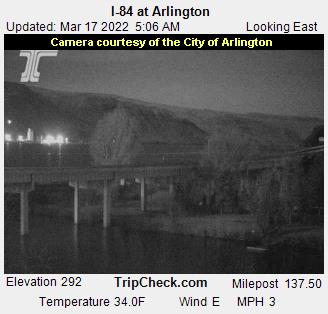 I-84 at Arlington
Updated: Mar 17 2022 5:06 AM Looking East
Camera courtesy of the City of Arlington
Elevation 292 TripCheck.com Milepost 137.50
Temperature 34.0F Wind E MPH 3